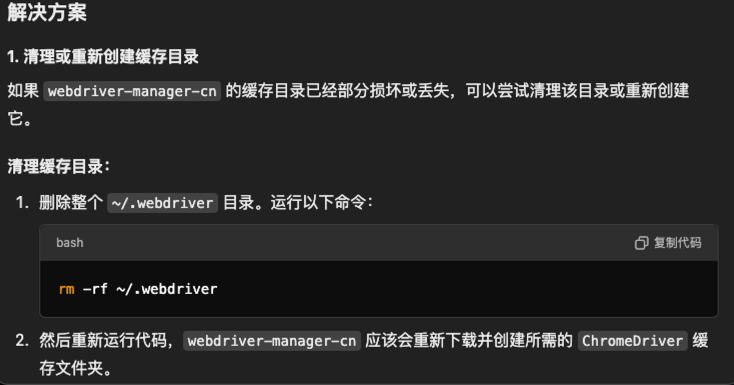 解决方案
1. 清理或重新创建缓存目录
如果 webdriver-manager-cn 的缓存目录已经部分损坏或丢失，可以尝试清理该目录或重新创建
它。
清理缓存目录：
1. 删除整个 ~/.webdriver 目录。运行以下命令：
bash 复制代码
rm -rf ~/.webdriver
2. 然后重新运行代码，webdriver-manager-cn 应该会重新下载并创建所需的 ChromeDriver 缓
存文件夹。